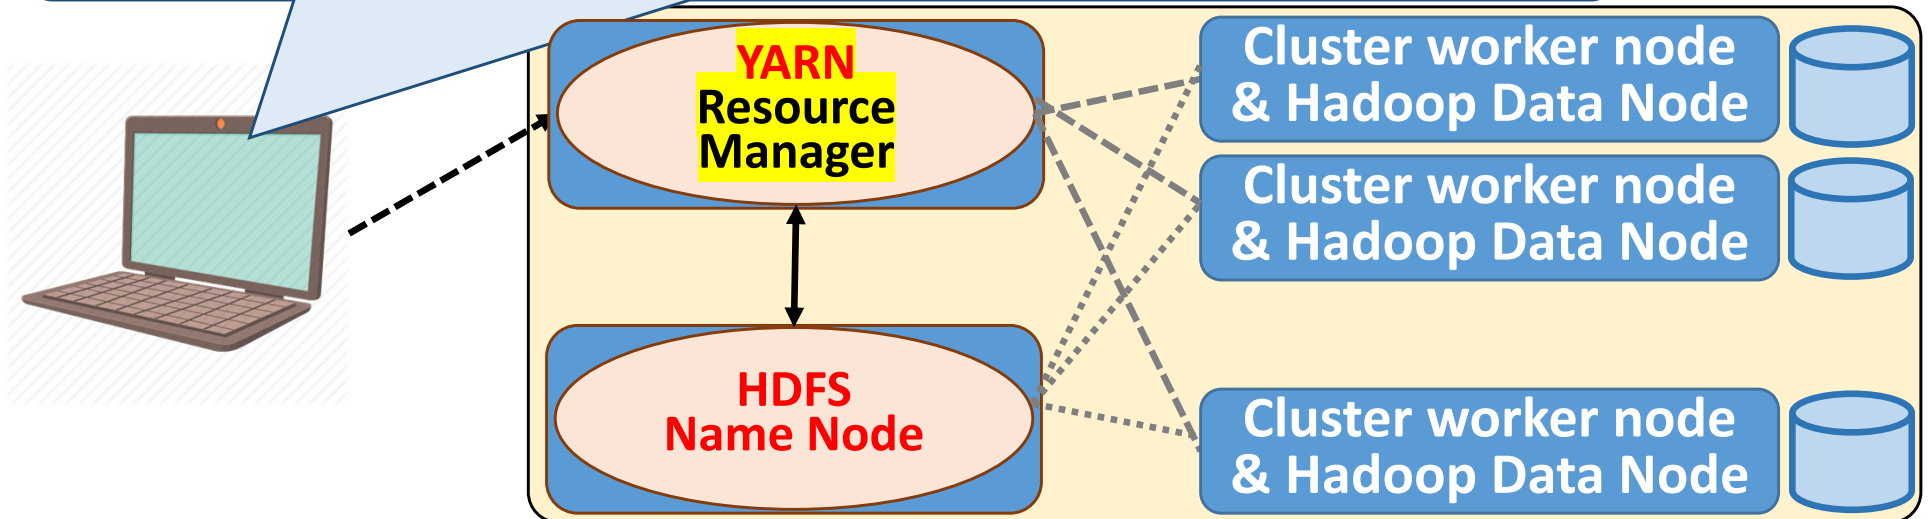 YARN
Resource
Manager
HDFS
Name Node
Cluster worker node
& Hadoop Data Node
Cluster worker node
& Hadoop Data Node
Cluster worker node
& Hadoop Data Node